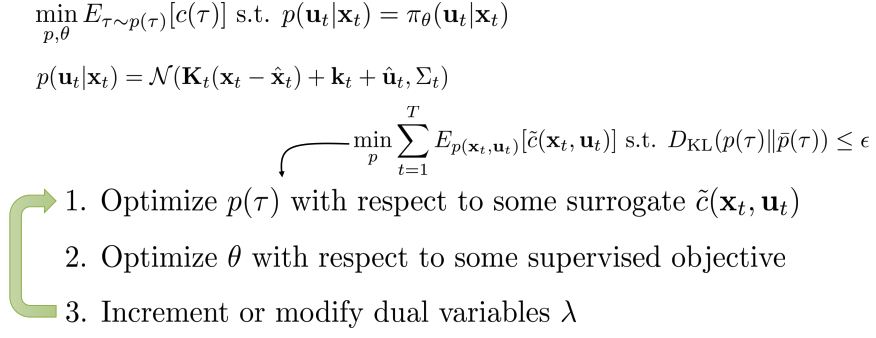 min_{p,θ} E_{τ∼p(τ)}[c(τ)] s.t. p(𝐮_t|𝐱_t) = π_θ(𝐮_t|𝐱_t)
p(𝐮_t|𝐱_t) = 𝒩(𝐊_t(𝐱_t − x̂_t) + 𝐤_t + û_t, Σ_t)
min_p ∑_{t=1}^{T} E_{p(𝐱_t,𝐮_t)}[c̃(𝐱_t, 𝐮_t)] s.t. D_KL(p(τ)‖p̄(τ)) ≤ ϵ
1. Optimize p(τ) with respect to some surrogate c̃(𝐱_t, 𝐮_t)
2. Optimize θ with respect to some supervised objective
3. Increment or modify dual variables λ